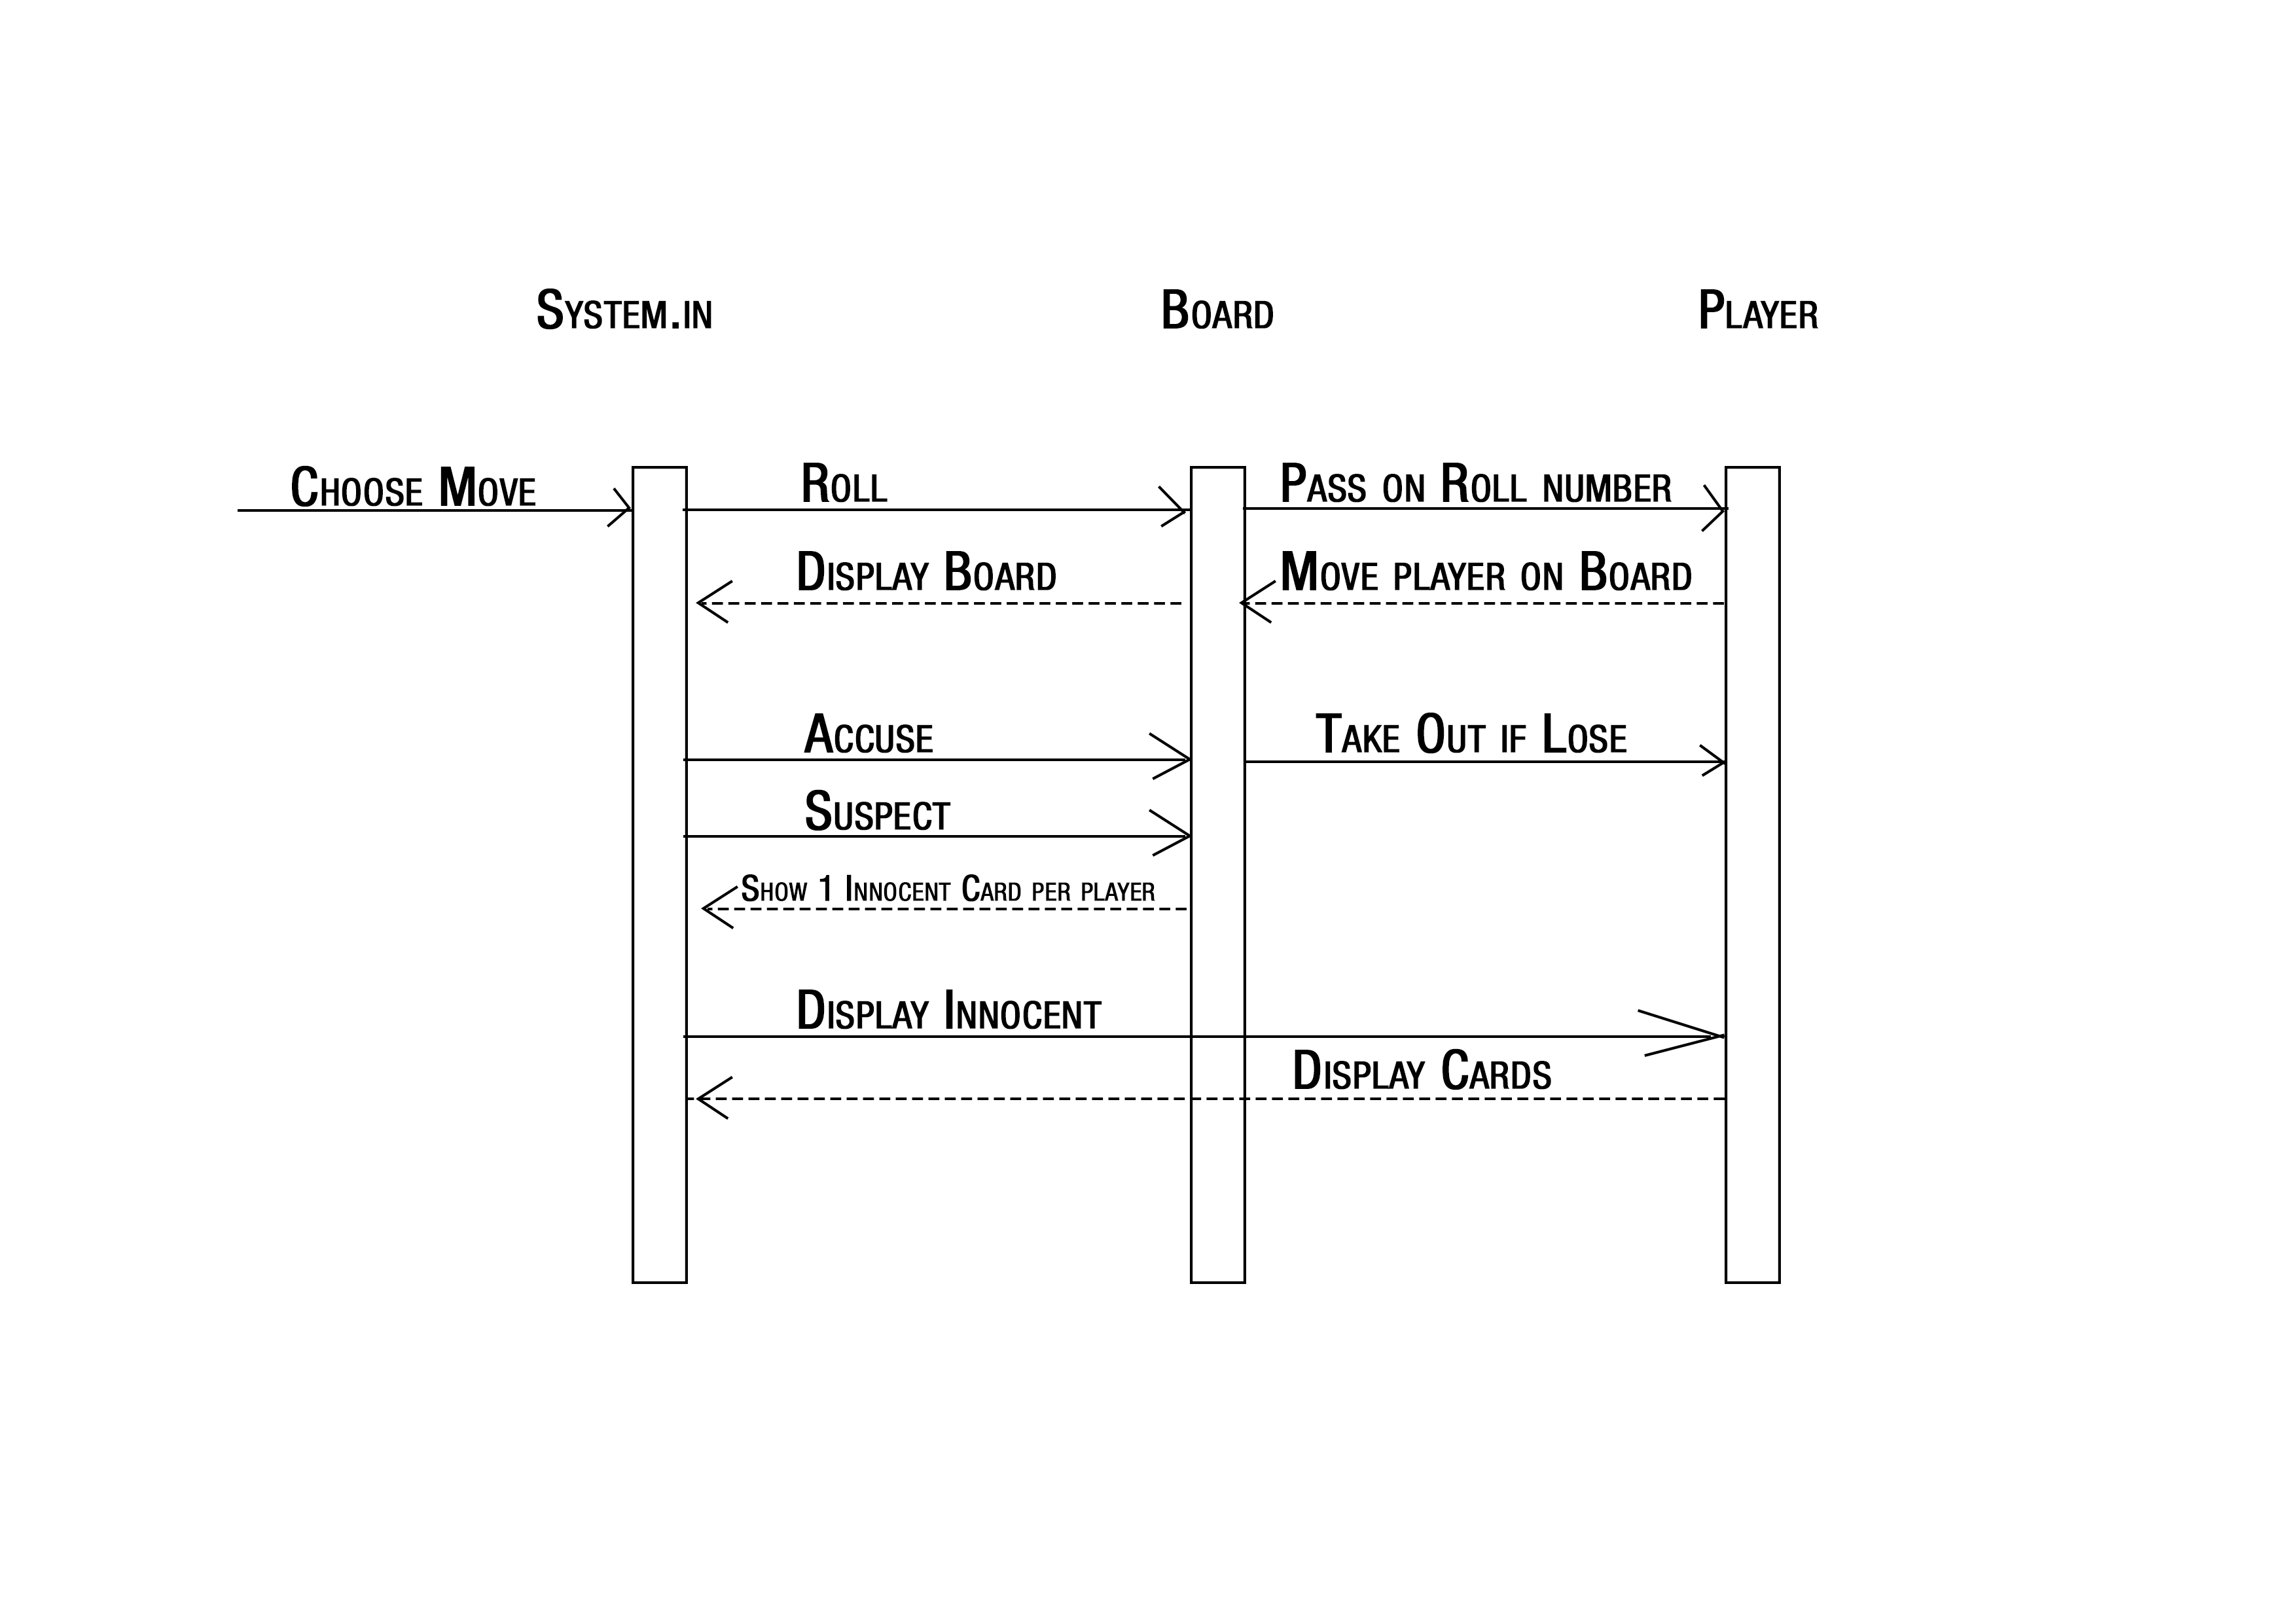 System.in
Board
Player
Choose Move
Roll
Pass on Roll number
Display Board
Move player on Board
Accuse
Take Out if Lose
Suspect
Show 1 Innocent Card per player
Display Innocent
Display Cards